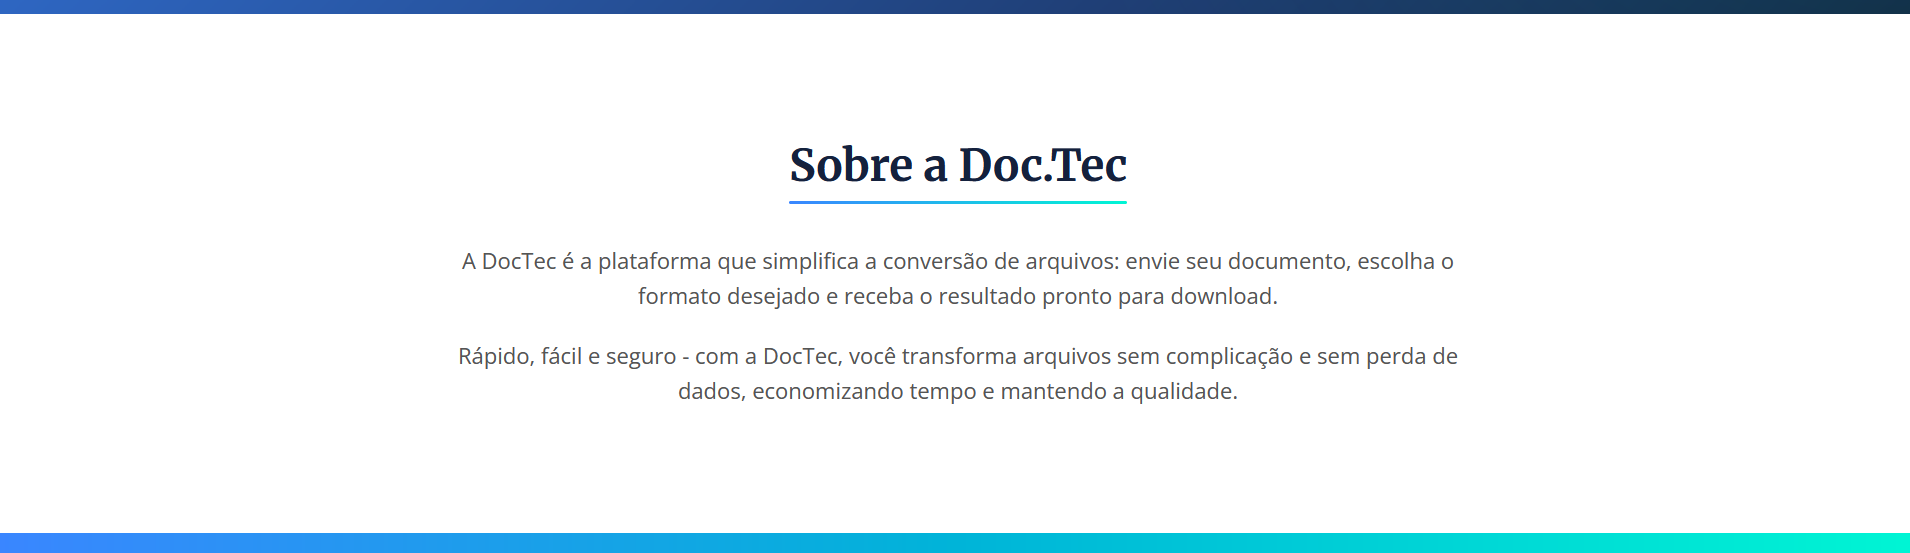 Sobre a Doc.Tec
A DocTec é a plataforma que simplifica a conversão de arquivos: envie seu documento, escolha o
formato desejado e receba o resultado pronto para download.
Rápido, fácil e seguro - com a DocTec, você transforma arquivos sem complicação e sem perda de
dados, economizando tempo e mantendo a qualidade.